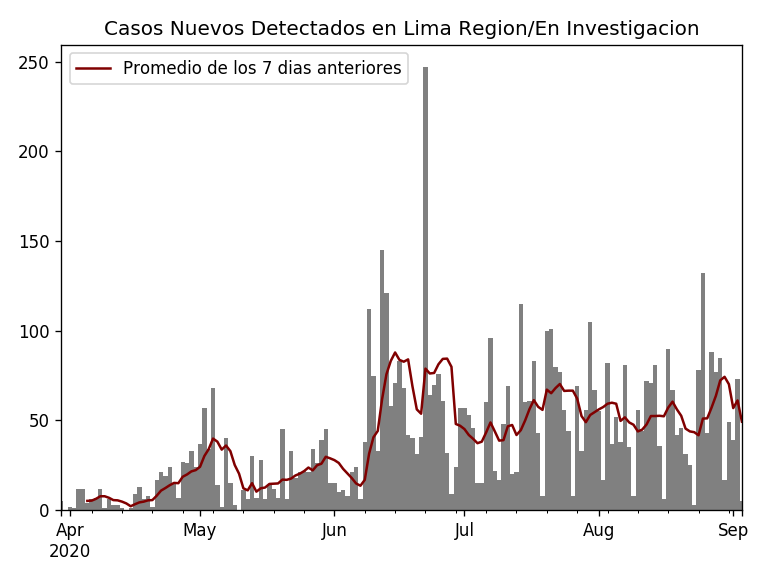 Casos Nuevos Detectados en Lima Region/En Investigacion
Promedio de los 7 dias anteriores
250
200
150
100
50
0
Apr
2020
May
Jun
Jul
Aug
Sep